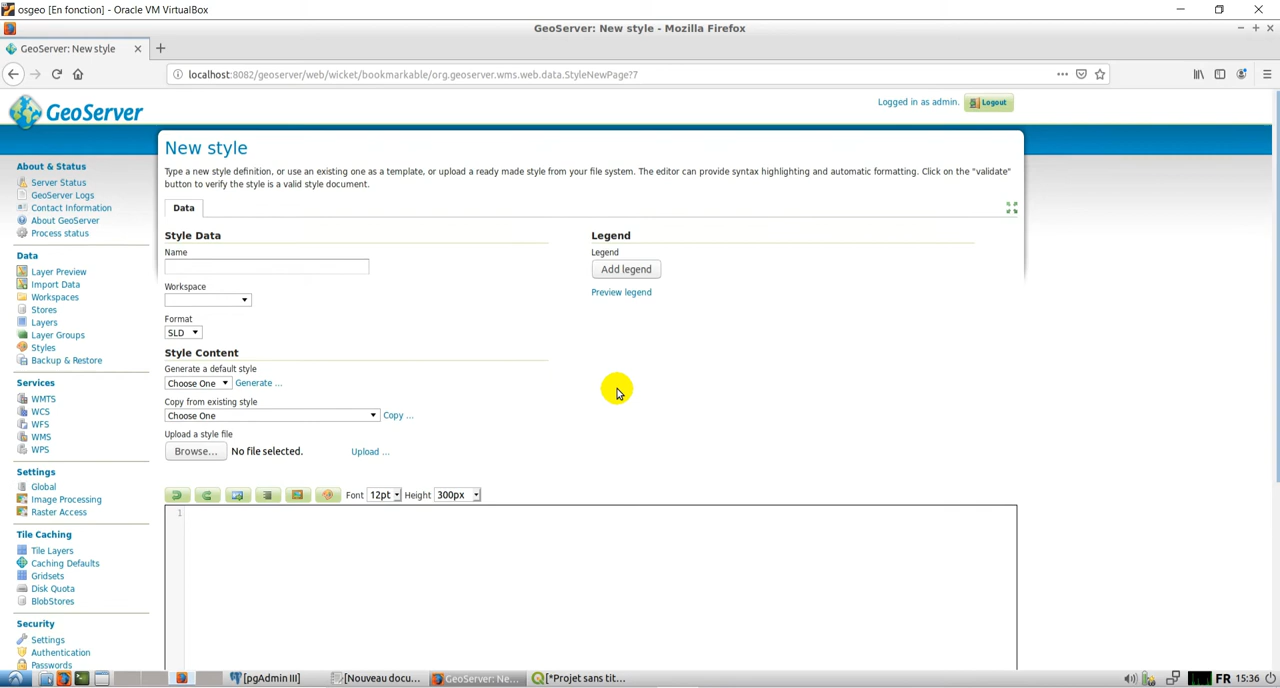 osgeo [En fonction] - Oracle VM VirtualBox
GeoServer: New style - Mozilla Firefox
GeoServer: New style
localhost:8082/geoserver/web/wicket/bookmarkable/org.geoserver.wms.web.data.StyleNewPage?7
GeoServer
Logged in as admin. Logout
About & Status
Server Status
GeoServer Logs
Contact Information
About GeoServer
Process status
Data
Layer Preview
Import Data
Workspaces
Stores
Layers
Layer Groups
Styles
Backup & Restore
Services
WMTS
WCS
WFS
WMS
WPS
Settings
Global
Image Processing
Raster Access
Tile Caching
Tile Layers
Caching Defaults
Gridsets
Disk Quota
BlobStores
Security
Settings
Authentication
Passwords
New style
Type a new style definition, or use an existing one as a template, or upload a ready made style from your file system. The editor can provide syntax highlighting and automatic formatting. Click on the "validate"
button to verify the style is a valid style document.
Data
Style Data
Name
Workspace
Format
SLD
Style Content
Generate a default style
Choose One Generate ...
Copy from existing style
Choose One Copy ...
Upload a style file
Browse... No file selected. Upload ...
Legend
Legend
Add legend
Preview legend
Font 12pt Height 300px
1
[pgAdmin III] [Nouveau docu... GeoServer: Ne... [*Projet sans tit... FR 15:36